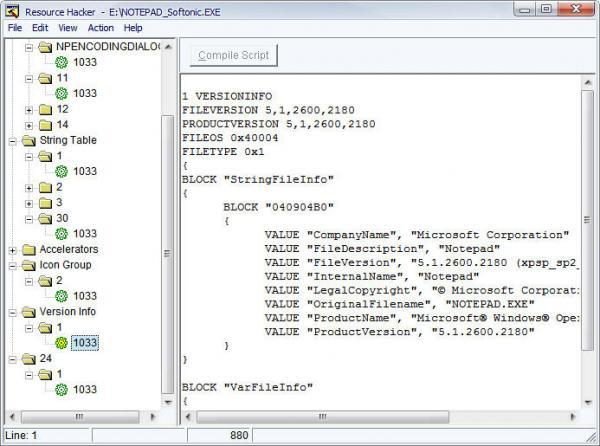 Resource Hacker - E:\NOTEPAD_Softonic.EXE
File Edit View Action Help
NPENCODINGDIALOG
1033
11
1033
12
14
String Table
1
1033
2
3
30
1033
Accelerators
Icon Group
2
1033
Version Info
1
1033
24
1
1033
Compile Script
1 VERSIONINFO
FILEVERSION 5,1,2600,2180
PRODUCTVERSION 5,1,2600,2180
FILEOS 0x40004
FILETYPE 0x1
{
BLOCK "StringFileInfo"
{
BLOCK "040904B0"
{
VALUE "CompanyName", "Microsoft Corporation"
VALUE "FileDescription", "Notepad"
VALUE "FileVersion", "5.1.2600.2180 (xpsp_sp2_
VALUE "InternalName", "Notepad"
VALUE "LegalCopyright", "© Microsoft Corporat
VALUE "OriginalFilename", "NOTEPAD.EXE"
VALUE "ProductName", "Microsoft® Windows® Ope
VALUE "ProductVersion", "5.1.2600.2180"
}
}
BLOCK "VarFileInfo"
{
Line: 1 880